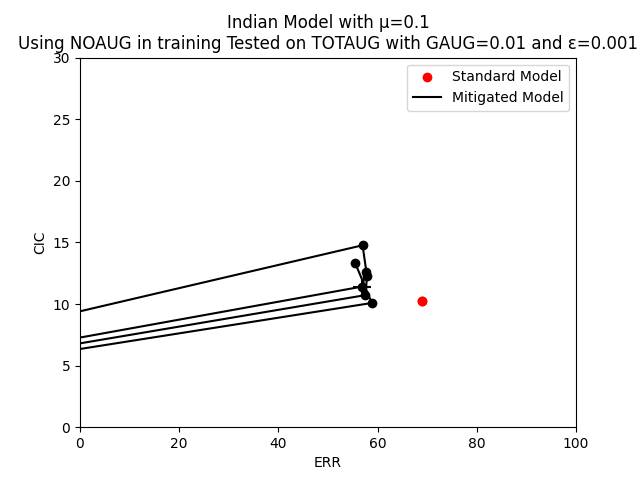 Indian Model with μ=0.1
Using NOAUG in training Tested on TOTAUG with GAUG=0.01 and ε=0.001
Standard Model
Mitigated Model
30
25
20
15
10
5
0
CIC
0 20 40 60 80 100
ERR